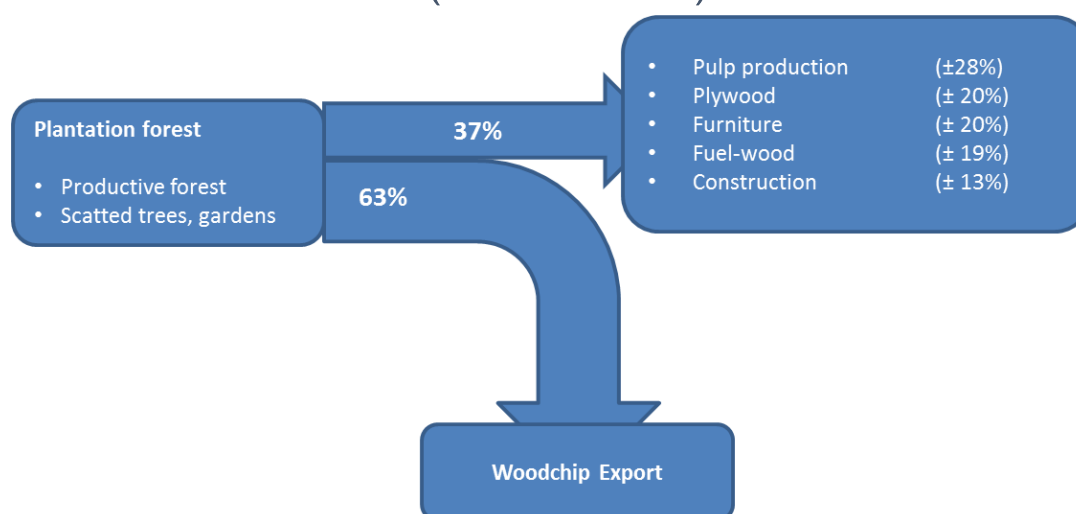 Plantation forest
• Productive forest
• Scatted trees, gardens
37%
63%
• Pulp production (±28%)
• Plywood (± 20%)
• Furniture (± 20%)
• Fuel-wood (± 19%)
• Construction (± 13%)
Woodchip Export